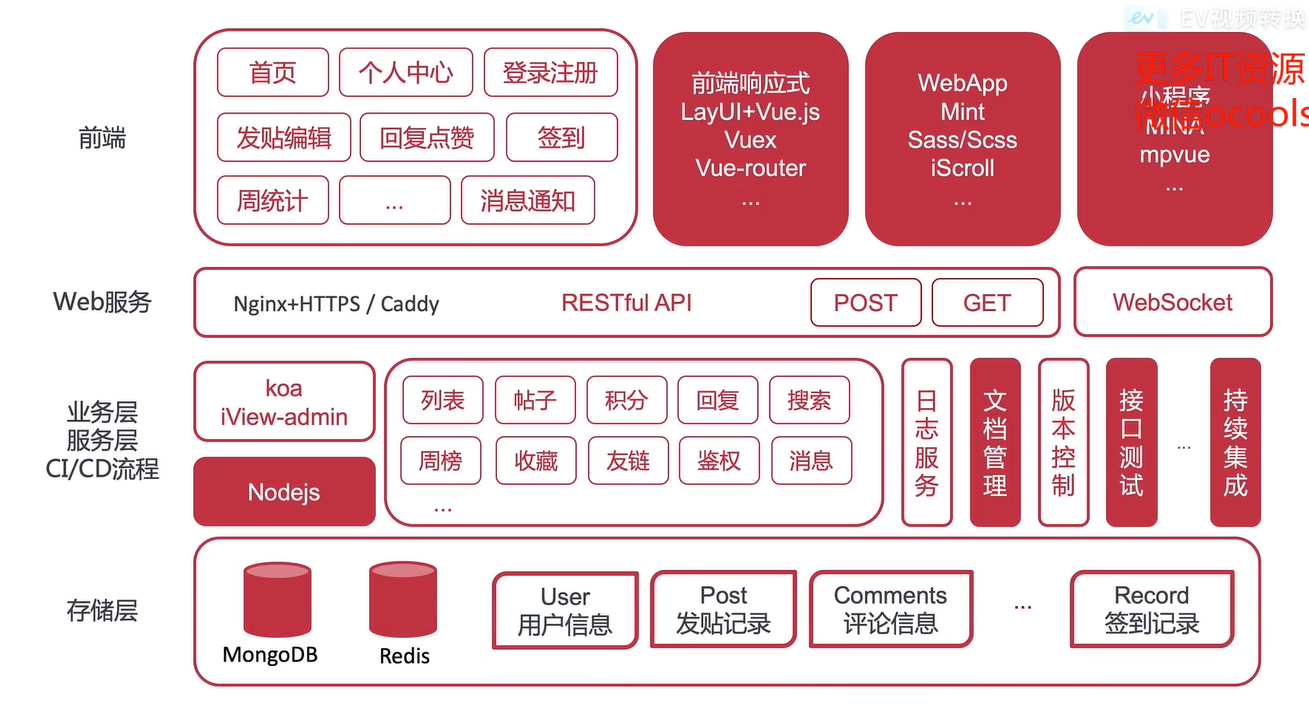 EV视频转换
更多IT资源
前端
首页
个人中心
登录注册
发贴编辑
回复点赞
签到
周统计
...
消息通知
前端响应式
LayUI+Vue.js
Vuex
Vue-router
...
WebApp
Mint
Sass/Scss
iScroll
...
小程序
MINA
mpvue
...
Web服务
Nginx+HTTPS / Caddy
RESTful API
POST
GET
WebSocket
业务层
服务层
CI/CD流程
koa
iView-admin
Nodejs
列表
帖子
积分
回复
搜索
周榜
收藏
友链
鉴权
消息
...
日志服务
文档管理
版本控制
接口测试
...
持续集成
存储层
MongoDB
Redis
User
用户信息
Post
发贴记录
Comments
评论信息
...
Record
签到记录